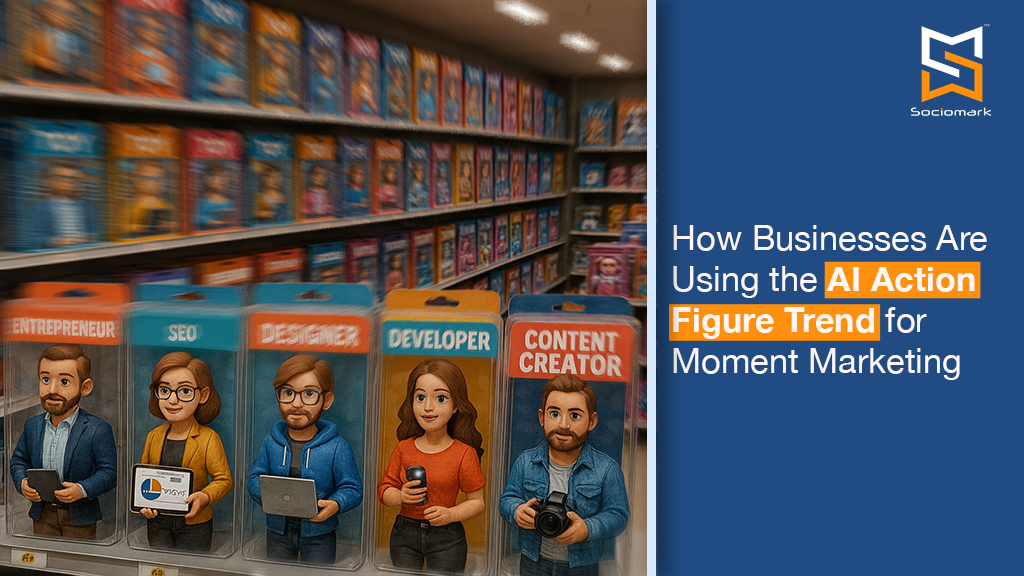 ENTREPRENEUR
SEO
DESIGNER
DEVELOPER
CONTENT
CREATOR
Sociomark
How Businesses Are
Using the AI Action
Figure Trend for
Moment Marketing